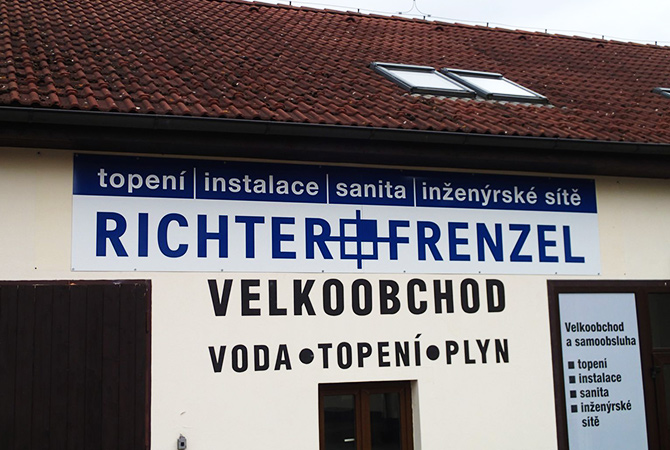 topení | instalace | sanita | inženýrské sítě
RICHTER FRENZEL
VELKOOBCHOD
VODA • TOPENÍ • PLYN
Velkoobchod
a samoobsluha
■ topení
■ instalace
■ sanita
■ inženýrské
sítě